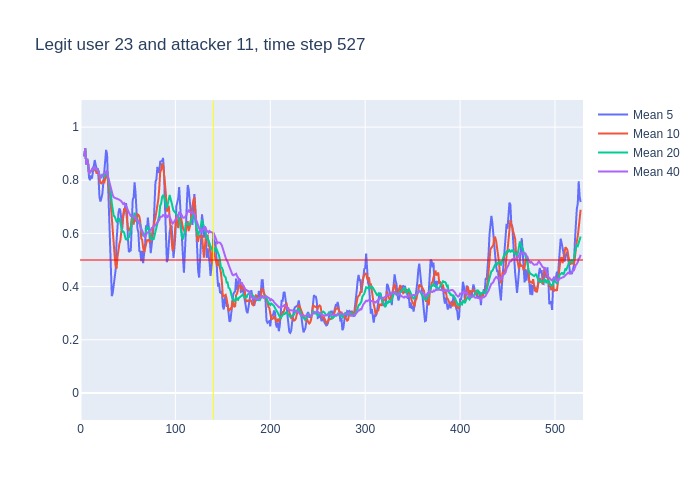 Legit user 23 and attacker 11, time step 527
Mean 5
Mean 10
Mean 20
Mean 40
1
0.8
0.6
0.4
0.2
0
0 100 200 300 400 500